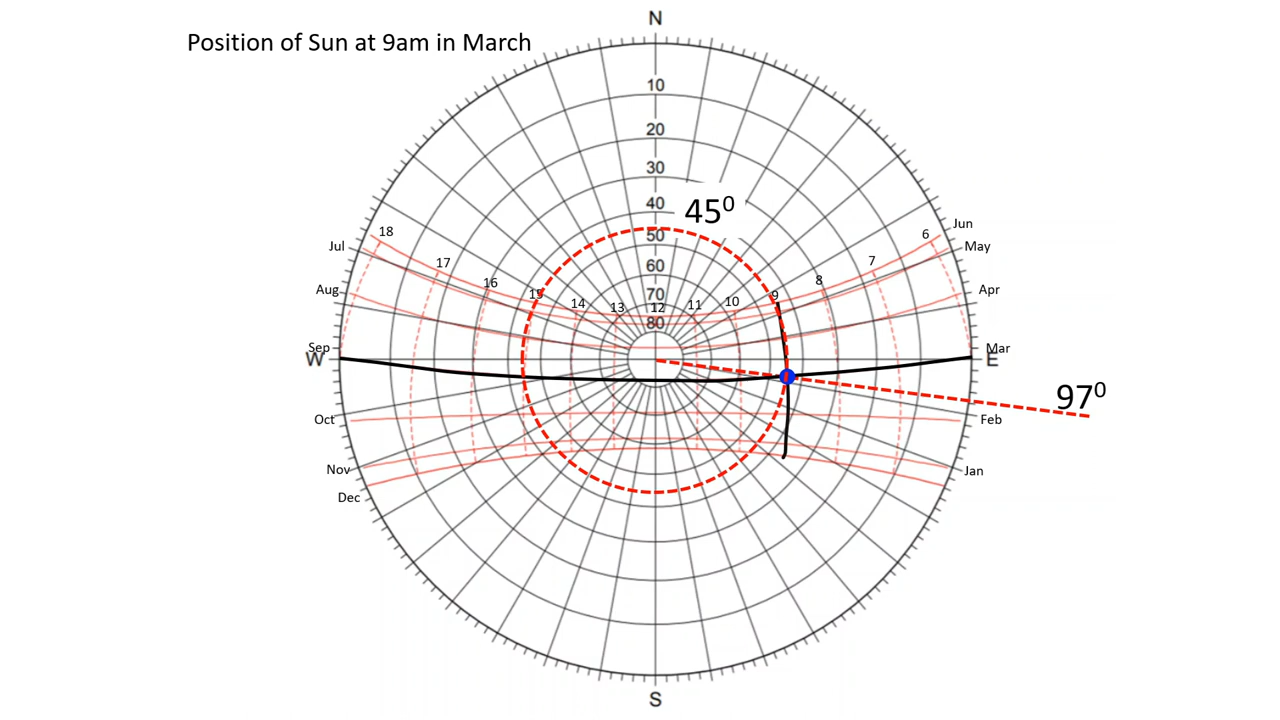 N
Position of Sun at 9am in March
10
20
30
40
45⁰
50
60
70
80
18
17
16
15
14
13
12
11
10
9
8
7
6
Jun
May
Apr
Mar
E
Feb
Jan
97⁰
Jul
Aug
Sep
W
Oct
Nov
Dec
S